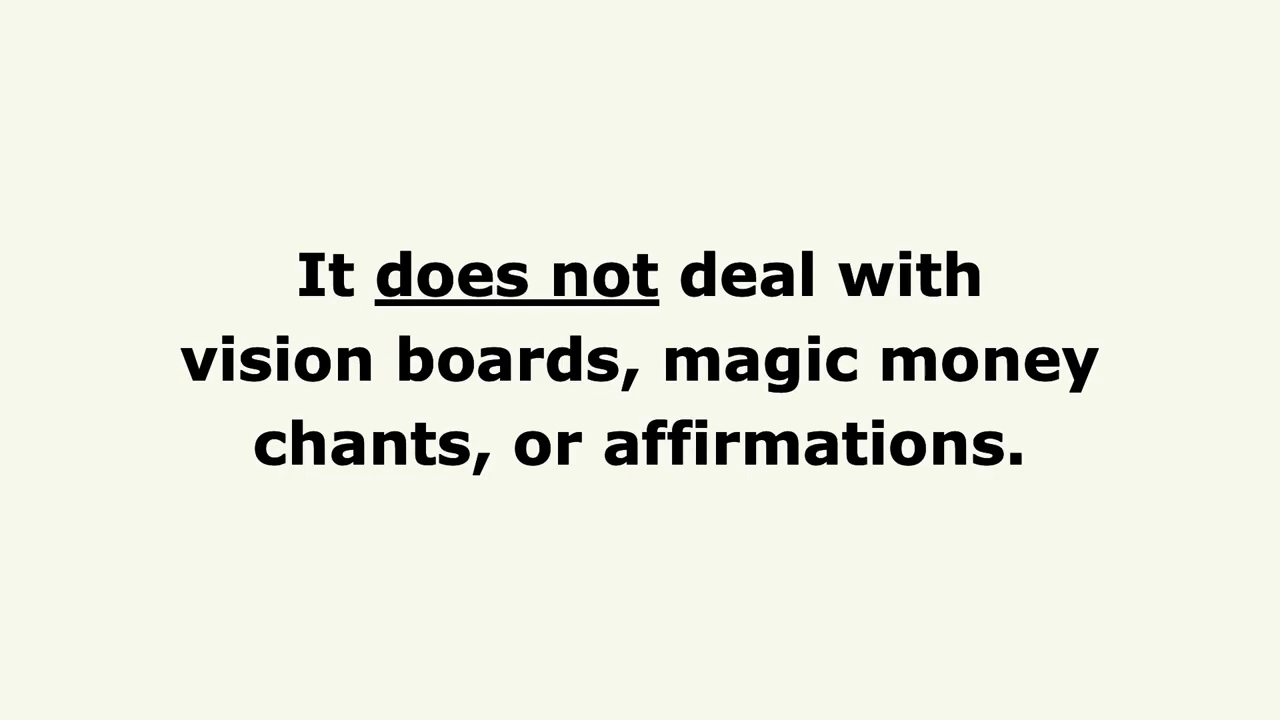 It does not deal with
vision boards, magic money
chants, or affirmations.